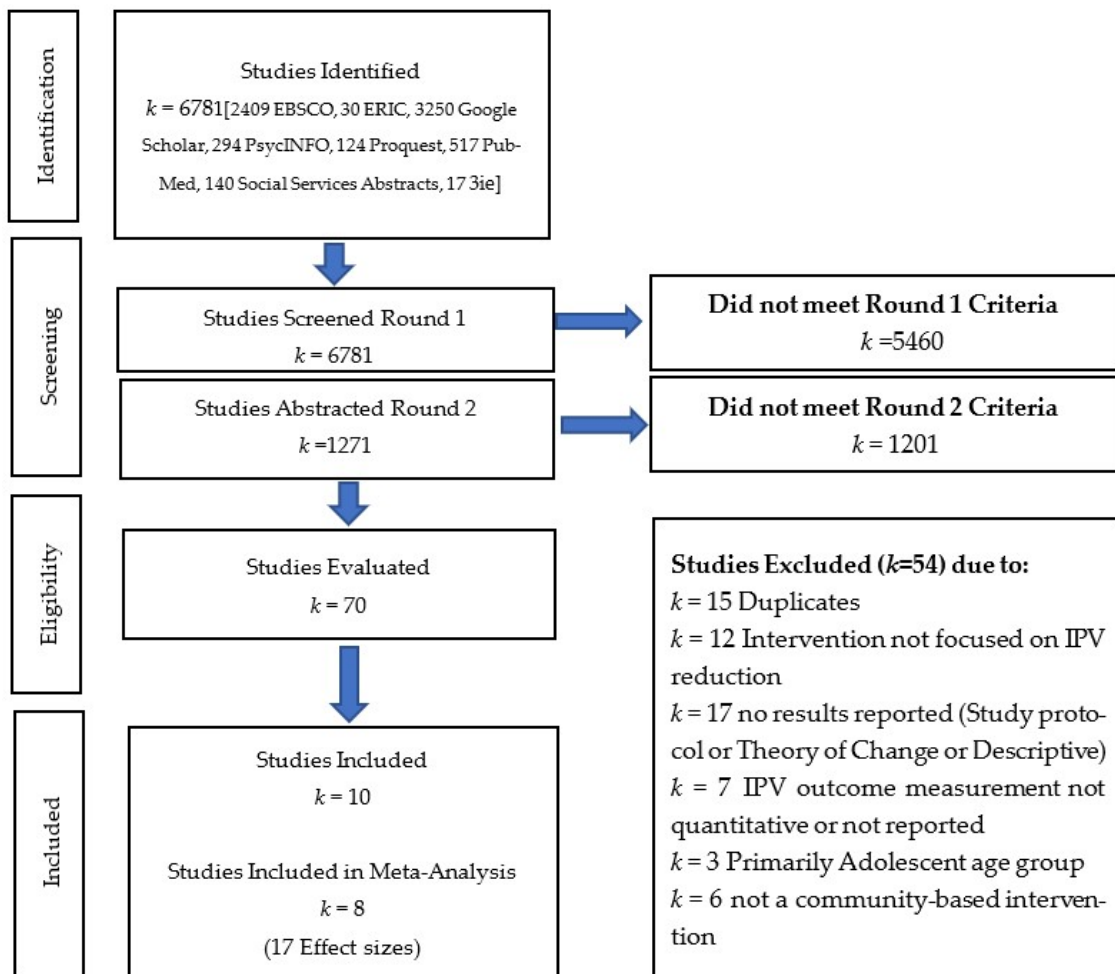 Identification
Studies Identified
k = 6781[2409 EBSCO, 30 ERIC, 3250 Google
Scholar, 294 PsycINFO, 124 Proquest, 517 Pub-
Med, 140 Social Services Abstracts, 17 3ie]
Screening
Studies Screened Round 1
k = 6781
Did not meet Round 1 Criteria
k =5460
Studies Abstracted Round 2
k =1271
Did not meet Round 2 Criteria
k = 1201
Eligibility
Studies Evaluated
k = 70
Studies Excluded (k=54) due to:
k = 15 Duplicates
k = 12 Intervention not focused on IPV
reduction
k = 17 no results reported (Study proto-
col or Theory of Change or Descriptive)
k = 7 IPV outcome measurement not
quantitative or not reported
k = 3 Primarily Adolescent age group
k = 6 not a community-based interven-
tion
Included
Studies Included
k = 10
Studies Included in Meta-Analysis
k = 8
(17 Effect sizes)